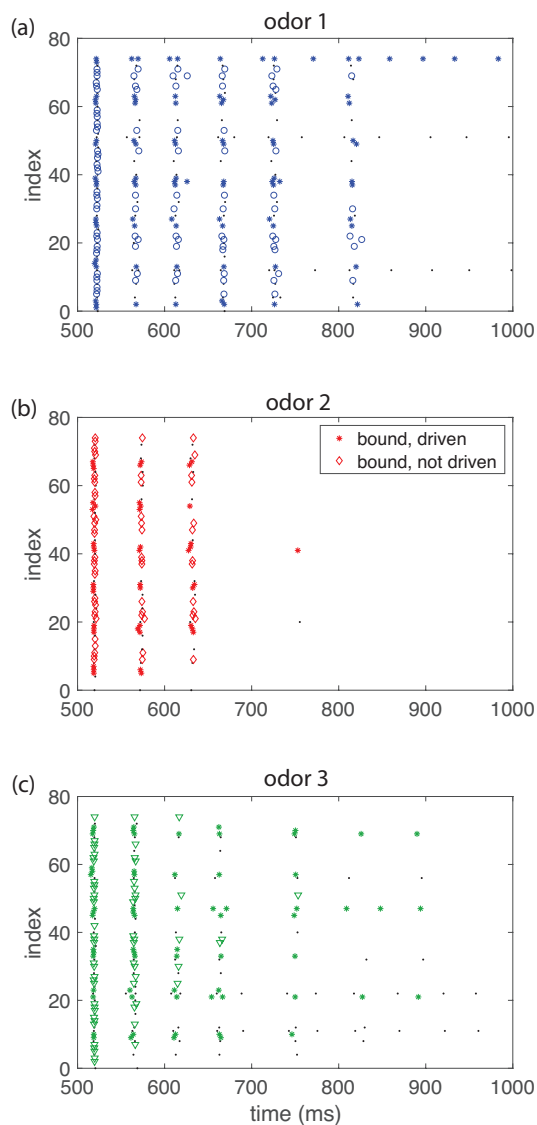 (a)
odor 1
80
60
40
20
0
index
500 600 700 800 900 1000
(b)
odor 2
80
60
40
20
0
index
bound, driven
bound, not driven
500 600 700 800 900 1000
(c)
odor 3
80
60
40
20
0
index
500 600 700 800 900 1000
time (ms)